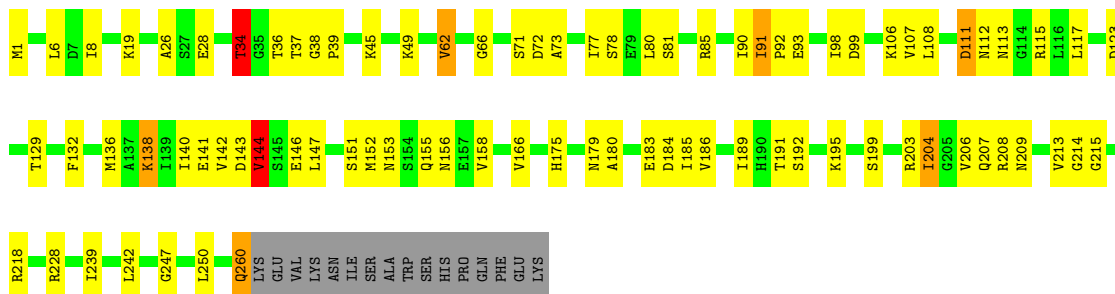 M1 L6 D7 I8 K19 A26 S27 E28 T34 G35 T36 T37 G38 P39 K45 K49 V62 G66 S71 D72 A73 I77 S78 E79 L80 S81 R85 I90 I91 P92 E93 I98 D99 K106 V107 L108 D111 N112 N113 G114 R115 L116 L117
T129 F132 M136 A137 K138 I139 I140 E141 V142 D143 V144 S145 E146 L147 S151 M152 N153 S154 Q155 N156 E157 V158 V166 H175 N179 A180 E183 D184 I185 V186 I189 H190 T191 S192 K195 S199 R203 I204 G205 V206 Q207 R208 N209 V213 G214 G215
R218 R228 I239 L242 G247 L250 Q260 LYS GLU VAL LYS ASN ILE SER ALA TRP SER HIS PRO GLN PHE GLU LYS